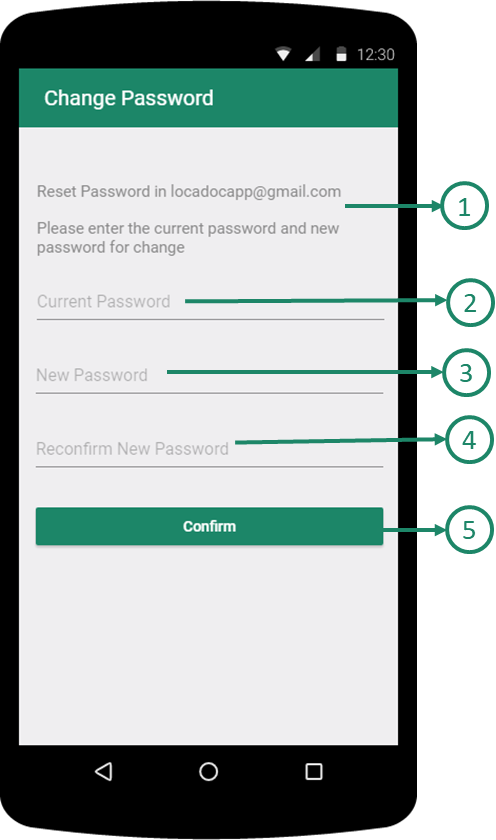 12:30
Change Password
Reset Password in locadocapp@gmail.com
1
Please enter the current password and new
password for change
Current Password
2
New Password
3
Reconfirm New Password
4
Confirm
5